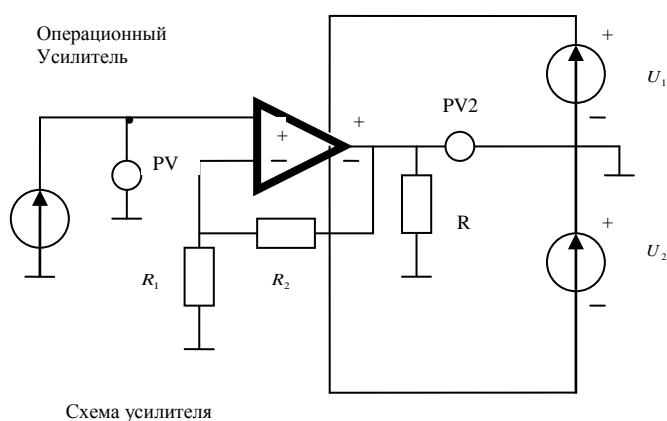 Операционный
Усилитель
+
U₁
PV2
+
+
−
−
−
PV
R
+
U₂
R₁
R₂
−
Схема усилителя